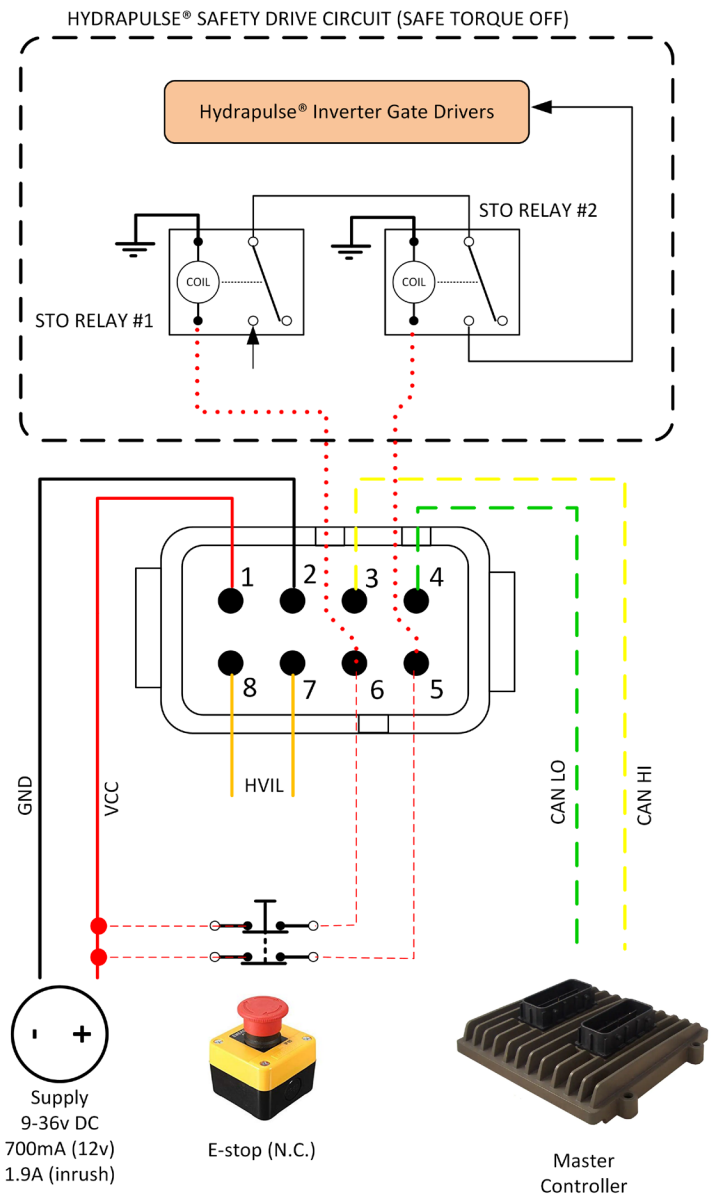 HYDRAPULSE® SAFETY DRIVE CIRCUIT (SAFE TORQUE OFF)
Hydrapulse® Inverter Gate Drivers
STO RELAY #2
COIL
COIL
STO RELAY #1
1
2
3
4
8
7
6
5
HVIL
GND
VCC
CAN LO
CAN HI
-
+
Supply
9-36v DC
700mA (12v)
1.9A (inrush)
E-stop (N.C.)
Master
Controller